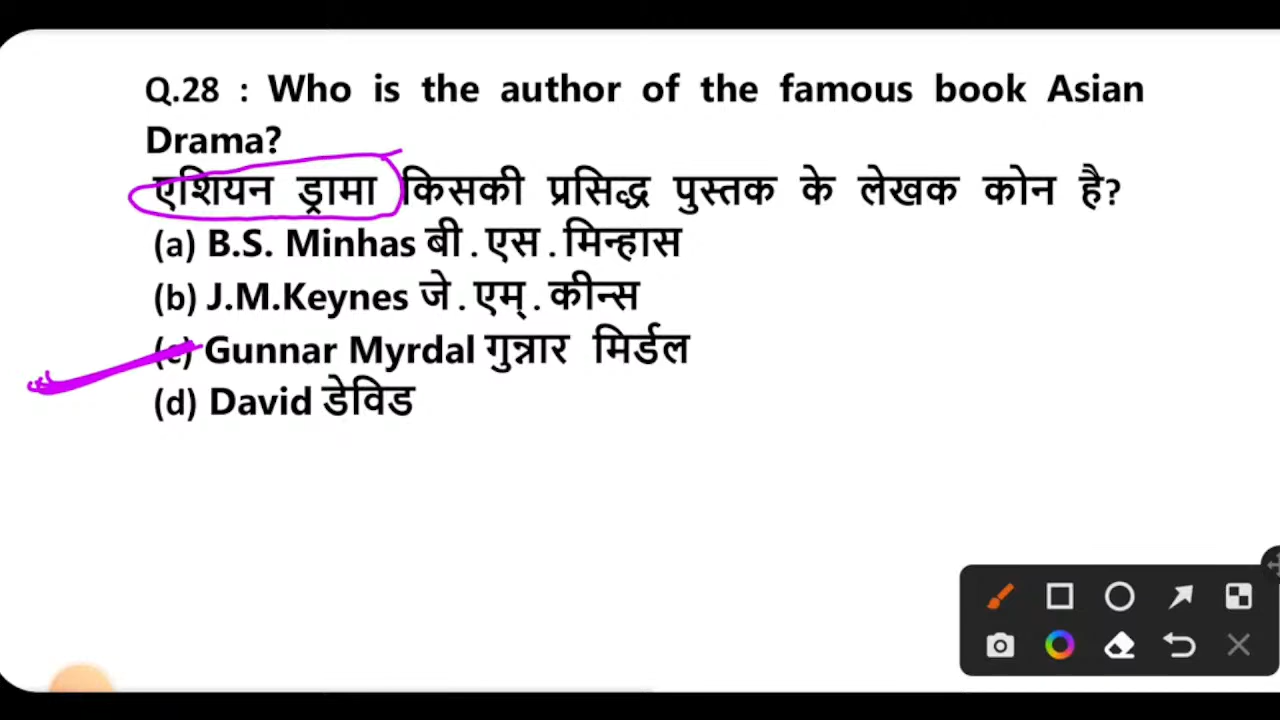 Q.28 : Who is the author of the famous book Asian
Drama?
एशियन ड्रामा किसकी प्रसिद्ध पुस्तक के लेखक कोन है?
(a) B.S. Minhas बी .एस .मिन्हास
(b) J.M.Keynes जे .एम् . कीन्स
(c) Gunnar Myrdal गुन्नार मिर्डल
(d) David डेविड